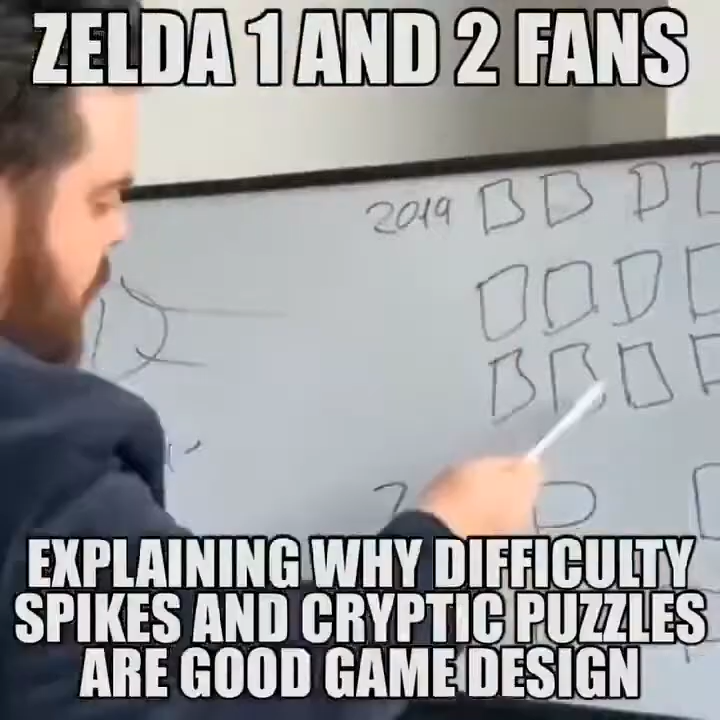 ZELDA 1 AND 2 FANS
2019
EXPLAINING WHY DIFFICULTY
SPIKES AND CRYPTIC PUZZLES
ARE GOOD GAME DESIGN